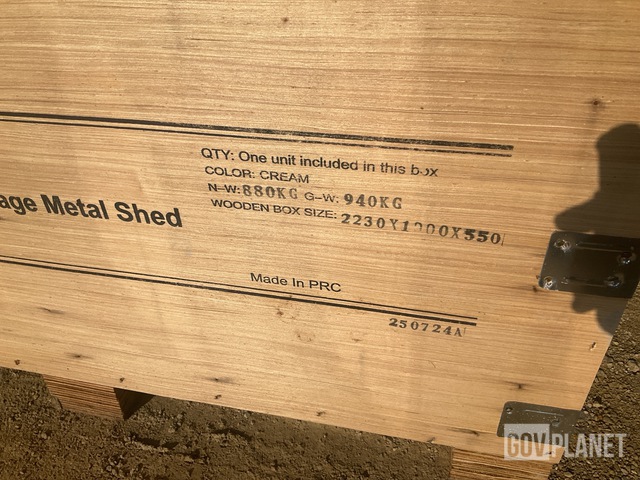 QTY: One unit included in this box
COLOR: CREAM
N-W: 880KG G-W: 940KG
WOODEN BOX SIZE: 2230X1200X550
age Metal Shed
Made In PRC
250724A
GOVPLANET